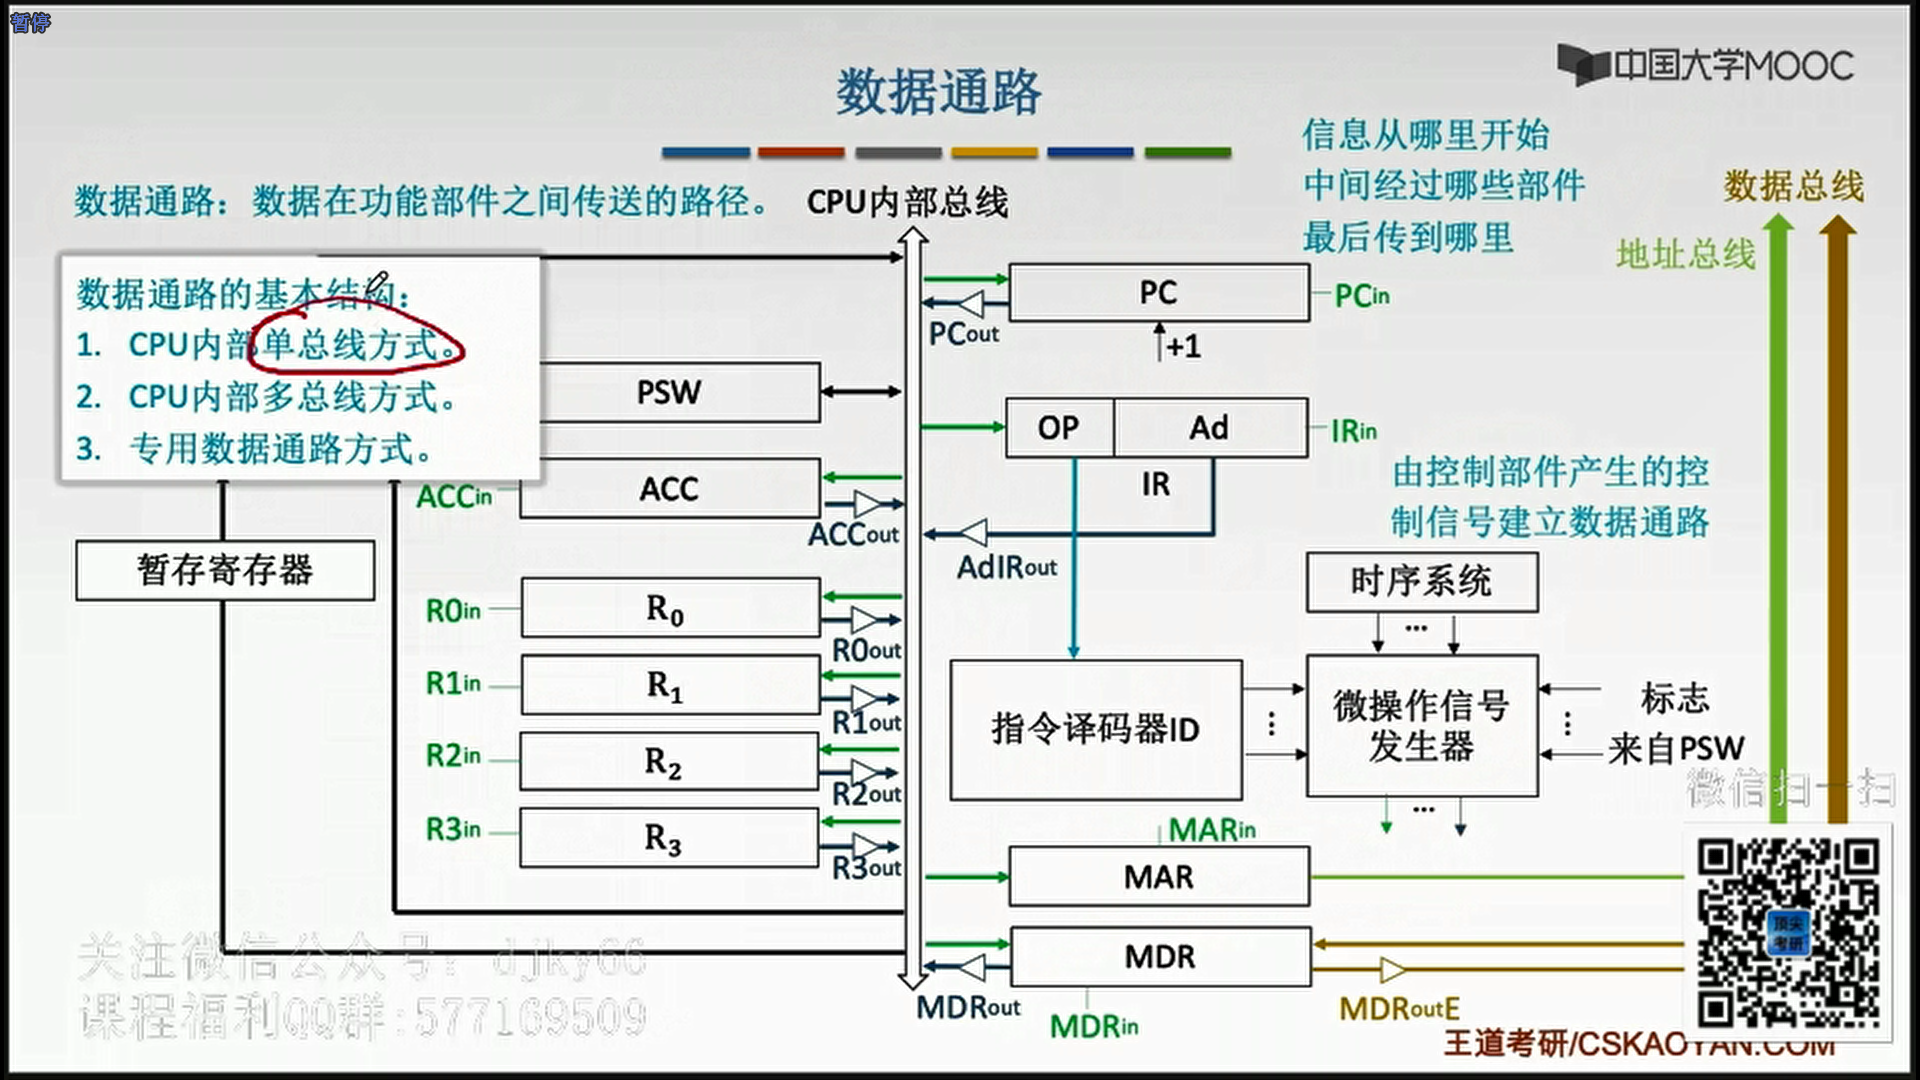 暂停
中国大学MOOC
数据通路
数据通路：数据在功能部件之间传送的路径。
CPU内部总线
信息从哪里开始
中间经过哪些部件
最后传到哪里
数据总线
地址总线
数据通路的基本结构：
1. CPU内部单总线方式。
2. CPU内部多总线方式。
3. 专用数据通路方式。
PC
PCin
PCout
+1
PSW
OP
Ad
IRin
IR
ACCin
ACC
ACCout
AdIRout
由控制部件产生的控
制信号建立数据通路
暂存寄存器
时序系统
...
R0in
R0
R0out
R1in
R1
R1out
R2in
R2
R2out
R3in
R3
R3out
指令译码器ID
...
微操作信号
发生器
...
标志
来自PSW
...
微信扫一扫
MARin
MAR
MDR
MDRout
MDRin
MDRoutE
顶尖
考研
关注微信公众号：djky66
课程福利QQ群:577169509
王道考研/CSKAOYAN.COM